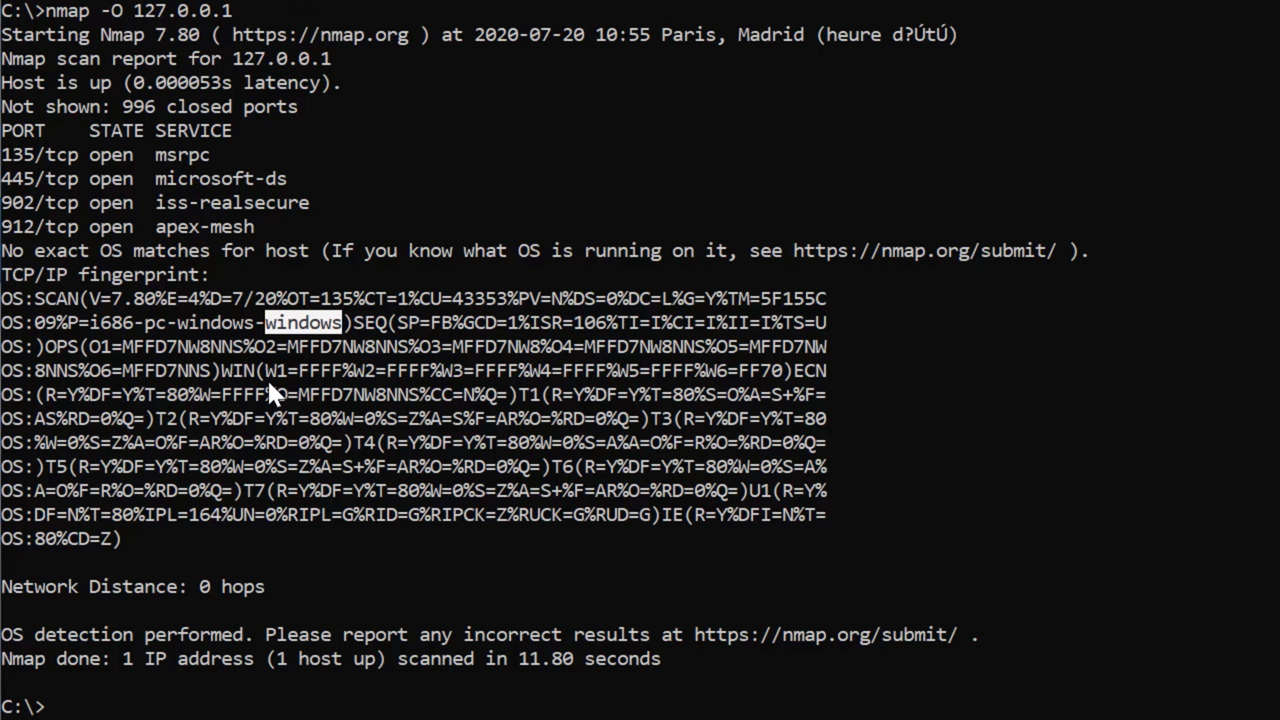 C:\>nmap -O 127.0.0.1
Starting Nmap 7.80 ( https://nmap.org ) at 2020-07-20 10:55 Paris, Madrid (heure d?ÚtÚ)
Nmap scan report for 127.0.0.1
Host is up (0.000053s latency).
Not shown: 996 closed ports
PORT    STATE SERVICE
135/tcp open  msrpc
445/tcp open  microsoft-ds
902/tcp open  iss-realsecure
912/tcp open  apex-mesh
No exact OS matches for host (If you know what OS is running on it, see https://nmap.org/submit/ ).
TCP/IP fingerprint:
OS:SCAN(V=7.80%E=4%D=7/20%OT=135%CT=1%CU=43353%PV=N%DS=0%DC=L%G=Y%TM=5F155C
OS:09%P=i686-pc-windows-windows)SEQ(SP=FB%GCD=1%ISR=106%TI=I%CI=I%II=I%TS=U
OS:)OPS(O1=MFFD7NW8NNS%O2=MFFD7NW8NNS%O3=MFFD7NW8%O4=MFFD7NW8NNS%O5=MFFD7NW
OS:8NNS%O6=MFFD7NNS)WIN(W1=FFFF%W2=FFFF%W3=FFFF%W4=FFFF%W5=FFFF%W6=FF70)ECN
OS:(R=Y%DF=Y%T=80%W=FFFF%O=MFFD7NW8NNS%CC=N%Q=)T1(R=Y%DF=Y%T=80%S=O%A=S+%F=
OS:AS%RD=0%Q=)T2(R=Y%DF=Y%T=80%W=0%S=Z%A=S%F=AR%O=%RD=0%Q=)T3(R=Y%DF=Y%T=80
OS:%W=0%S=Z%A=O%F=AR%O=%RD=0%Q=)T4(R=Y%DF=Y%T=80%W=0%S=A%A=O%F=R%O=%RD=0%Q=
OS:)T5(R=Y%DF=Y%T=80%W=0%S=Z%A=S+%F=AR%O=%RD=0%Q=)T6(R=Y%DF=Y%T=80%W=0%S=A%
OS:A=O%F=R%O=%RD=0%Q=)T7(R=Y%DF=Y%T=80%W=0%S=Z%A=S+%F=AR%O=%RD=0%Q=)U1(R=Y%
OS:DF=N%T=80%IPL=164%UN=0%RIPL=G%RID=G%RIPCK=Z%RUCK=G%RUD=G)IE(R=Y%DFI=N%T=
OS:80%CD=Z)
Network Distance: 0 hops
OS detection performed. Please report any incorrect results at https://nmap.org/submit/ .
Nmap done: 1 IP address (1 host up) scanned in 11.80 seconds
C:\>